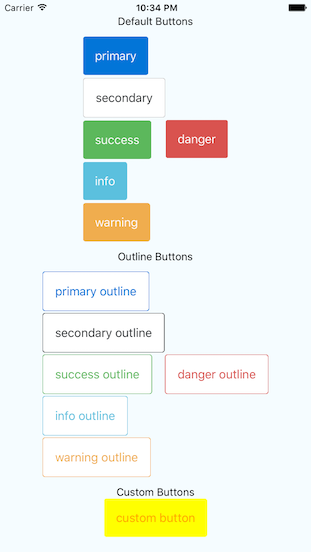 Carrier 10:34 PM
Default Buttons
primary
secondary
success danger
info
warning
Outline Buttons
primary outline
secondary outline
success outline danger outline
info outline
warning outline
Custom Buttons
custom button